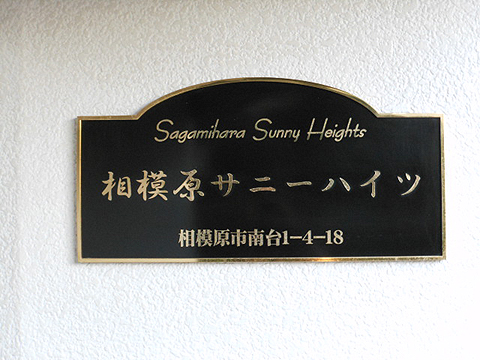 Sagamihara Sunny Heights
相模原サニーハイツ
相模原市南台1-4-18